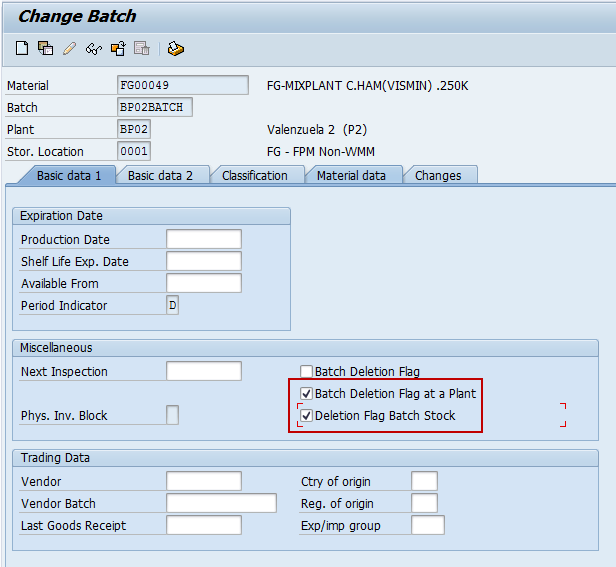 Change Batch
Material FG00049 FG-MIXPLANT C.HAM(VISMIN) .250K
Batch BP02BATCH
Plant BP02 Valenzuela 2 (P2)
Stor. Location 0001 FG - FPM Non-WMM
Basic data 1 Basic data 2 Classification Material data Changes
Expiration Date
Production Date
Shelf Life Exp. Date
Available From
Period Indicator D
Miscellaneous
Next Inspection Batch Deletion Flag
Batch Deletion Flag at a Plant
Phys. Inv. Block Deletion Flag Batch Stock
Trading Data
Vendor Ctry of origin
Vendor Batch Reg. of origin
Last Goods Receipt Exp/imp group